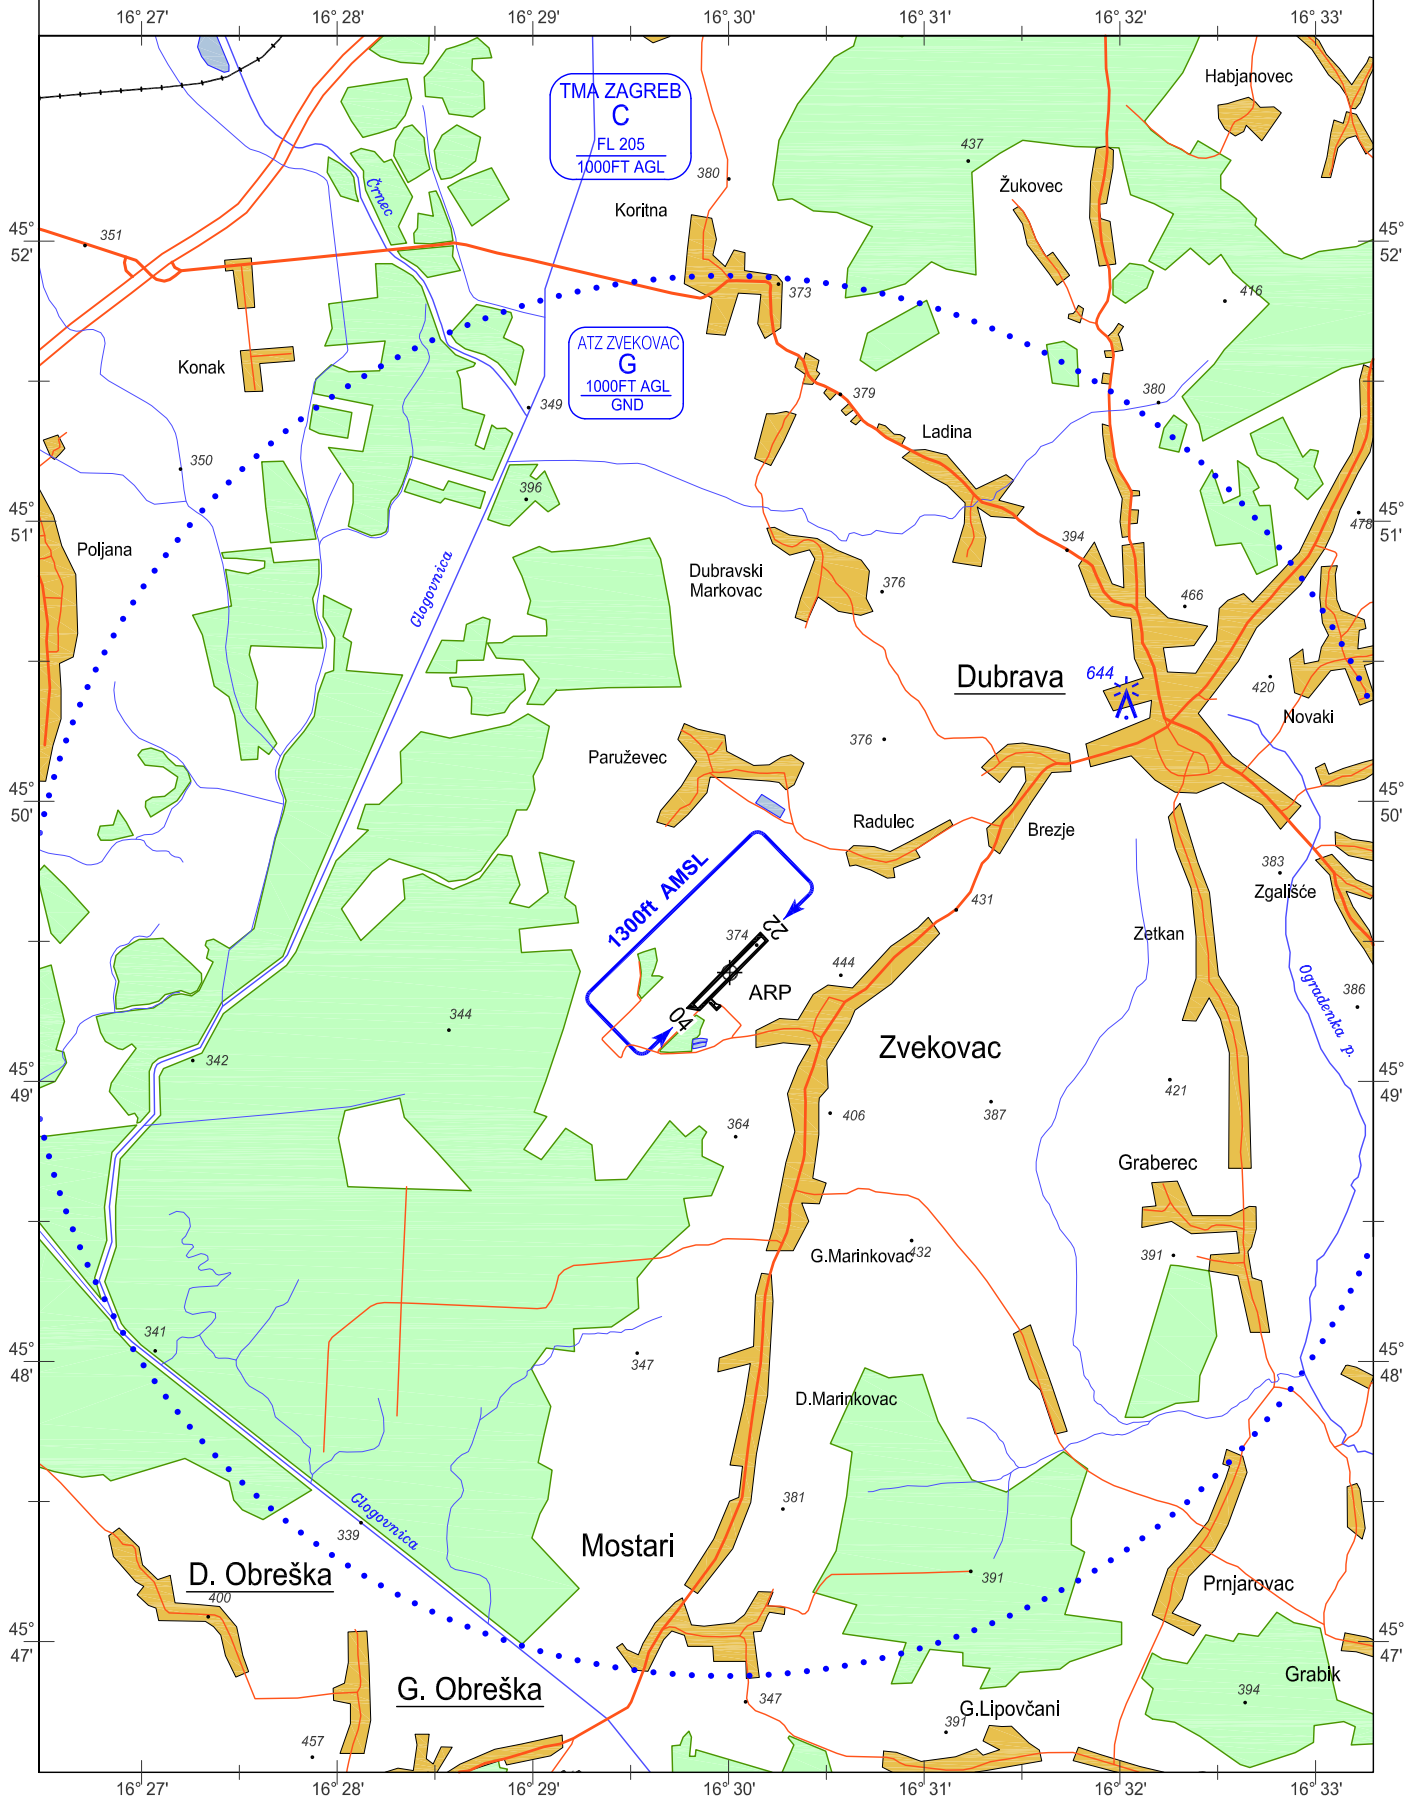 16°27'
16°28'
16°29'
16°30'
16°31'
16°32'
16°33'
TMA ZAGREB
C
FL 205
1000FT AGL
Habjanovec
437
380
Žukovec
Črnec
Koritna
45°
52'
351
45°
52'
373
416
ATZ ZVEKOVAC
G
1000FT AGL
GND
Konak
349
379
380
Ladina
350
396
45°
51'
478
45°
51'
394
Poljana
Glogovnica
Dubravski
Markovac
376
466
Dubrava
644
420
Novaki
376
Paruževec
45°
50'
45°
50'
Radulec
Brezje
383
Zgališće
1300ft AMSL
431
22
374
Zetkan
444
ARP
04
Ogradenka p.
386
344
Zvekovac
342
45°
49'
421
45°
49'
364
406
387
Graberec
G.Marinkovac
432
391
341
45°
48'
347
45°
48'
D.Marinkovac
381
Glogovnica
339
Mostari
D. Obreška
400
391
Prnjarovac
45°
47'
45°
47'
G. Obreška
347
Grabik
394
G.Lipovčani
391
457
16°27'
16°28'
16°29'
16°30'
16°31'
16°32'
16°33'